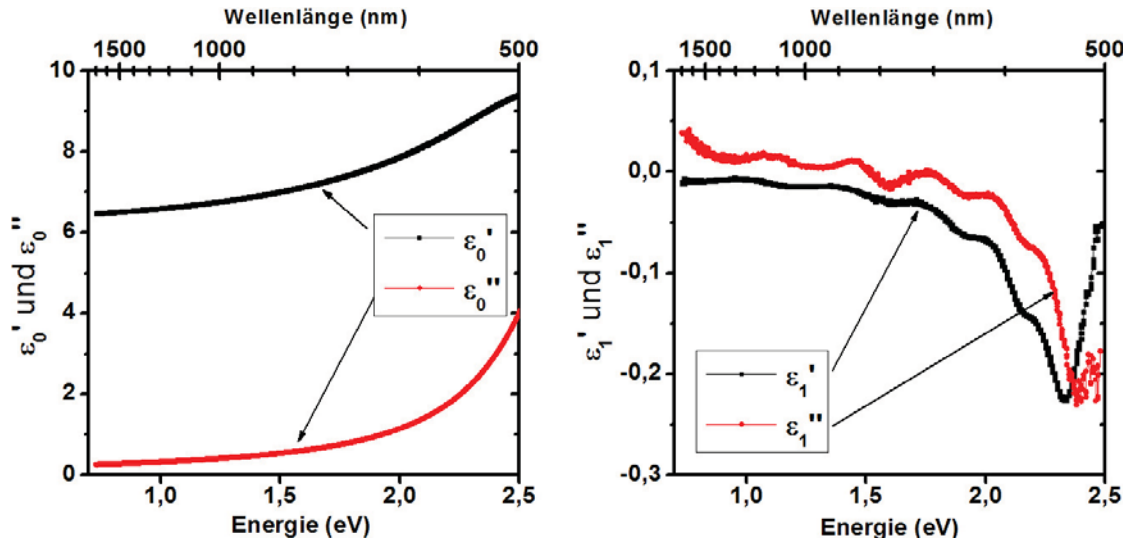 Wellenlänge (nm)
1500 1000 500
10
8
6
4
2
0
ε₀' und ε₀''
ε₀'
ε₀''
1,0 1,5 2,0 2,5
Energie (eV)
Wellenlänge (nm)
1500 1000 500
0,1
0,0
-0,1
-0,2
-0,3
ε₁' und ε₁''
ε₁'
ε₁''
1,0 1,5 2,0 2,5
Energie (eV)